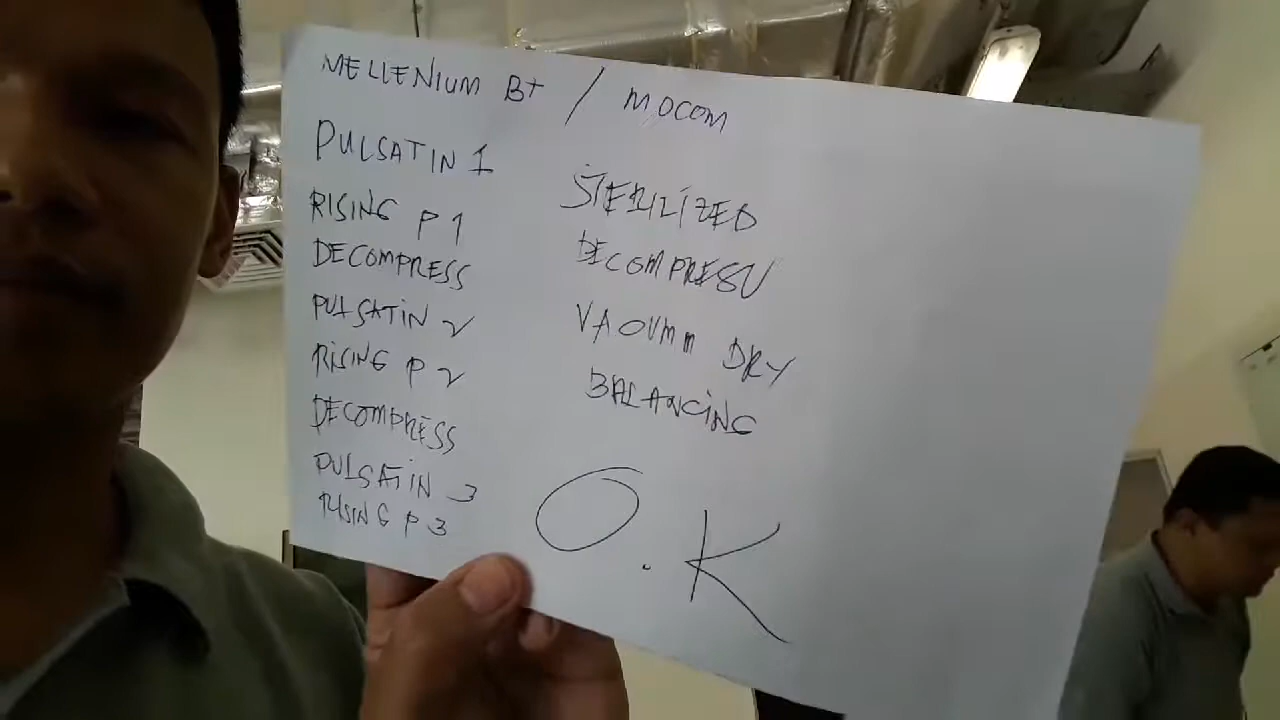 MELLENIUM B+ / MOCOM
PULSATIN 1
RISING P 1
DECOMPRESS
PULSATIN 2
RISING P 2
DECOMPRESS
PULSATIN 3
RISING P 3
STERILIZED
DECOMPRESU
VAOUMM DRY
BALANCING
O.K